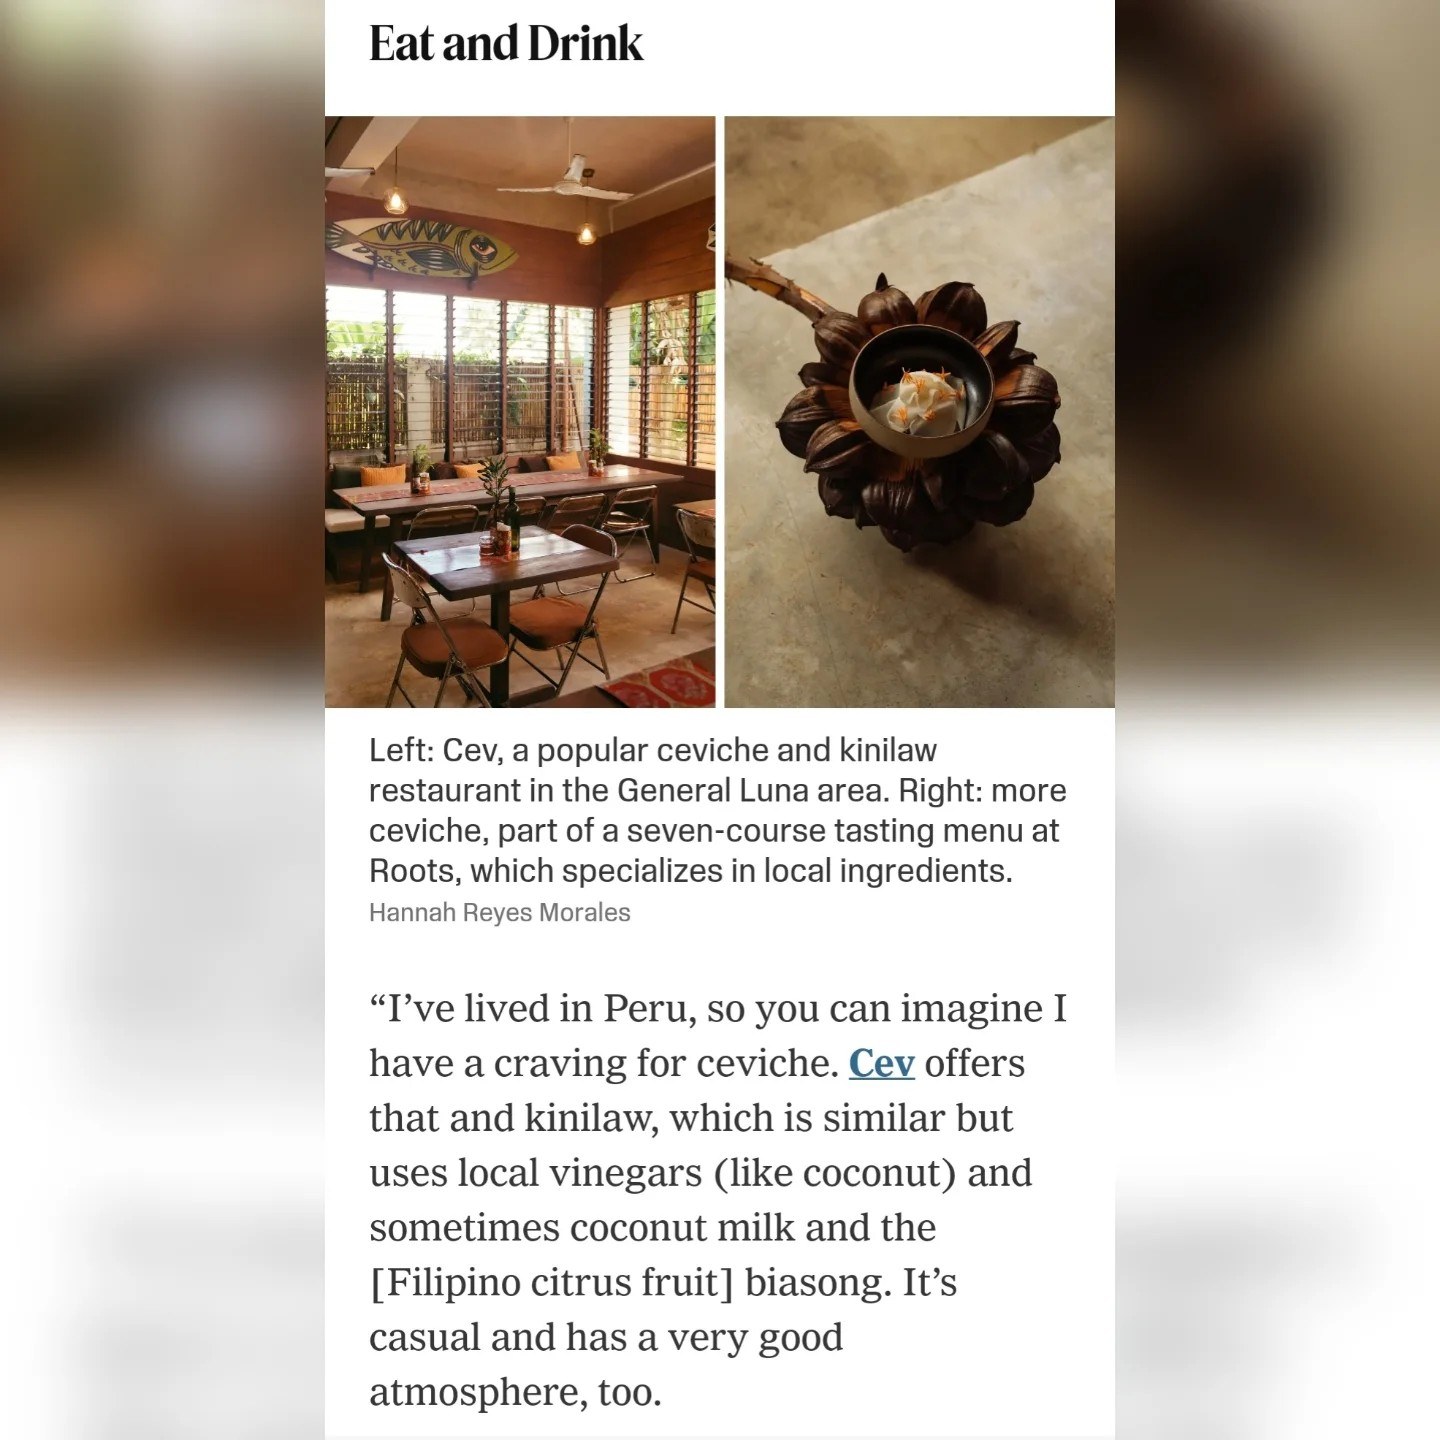 Eat and Drink
Left: Cev, a popular ceviche and kinilaw
restaurant in the General Luna area. Right: more
ceviche, part of a seven-course tasting menu at
Roots, which specializes in local ingredients.
Hannah Reyes Morales
“I’ve lived in Peru, so you can imagine I
have a craving for ceviche. Cev offers
that and kinilaw, which is similar but
uses local vinegars (like coconut) and
sometimes coconut milk and the
[Filipino citrus fruit] biasong. It’s
casual and has a very good
atmosphere, too.